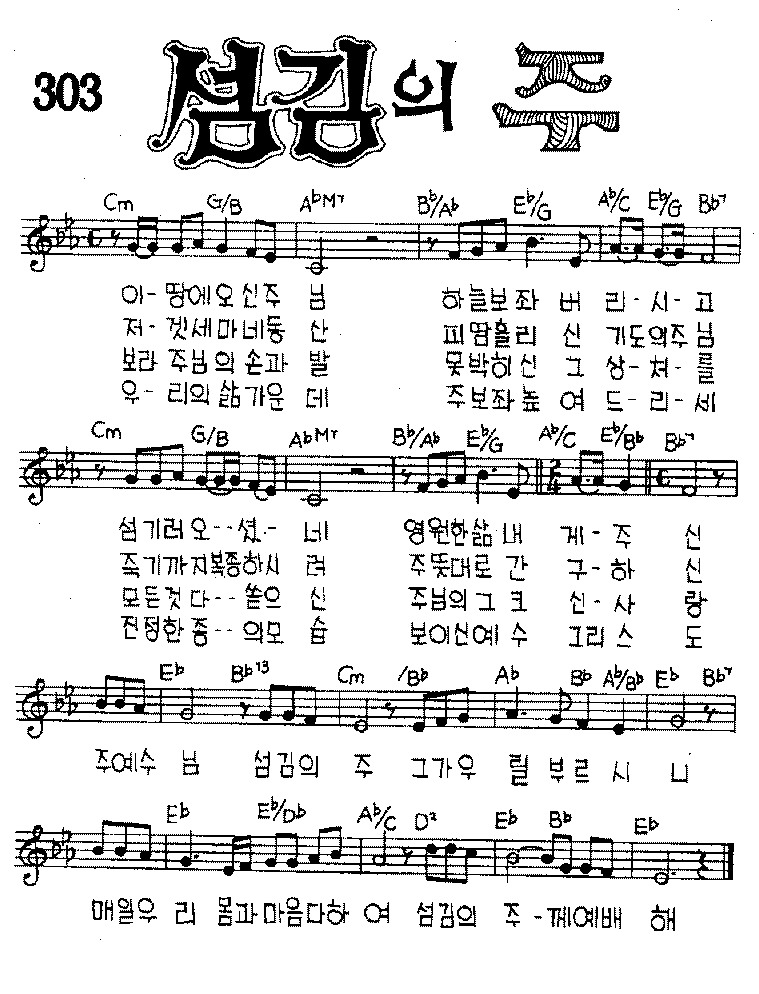 303 섬김의 주
Cm G/B A♭M7 B♭/A♭ E♭/G A♭/C E♭/G B♭7
이- 땅에오신주 님 하늘보좌 버 리-시-고
저- 겟세마네동 산 피땀흘리 신 기도의주님
보라 주님의손과 발 못박히신 그 상-처-를
우- 리의삶가운 데 주보좌높 여 드-리-세
Cm G/B A♭M7 B♭/A♭ E♭/G A♭/C E♭/B♭ B♭7
섬기러오--셨- 네 영원한삶내 게-주 신
죽기까지복종하시 려 주뜻대로간 구-하 신
모든것다--쏟으 신 주님의그크 신-사 랑
진정한종--의모 습 보이신예수 그리스 도
E♭ B♭13 Cm /B♭ A♭ B♭ A♭/B♭ E♭ B♭7
주예수 님 섬김의 주 그가우 릴 부르 시 니
E♭ E♭/D♭ A♭/C D2 E♭ B♭ E♭
매일우 리 몸과마음다하 여 섬김의 주-께예배 해